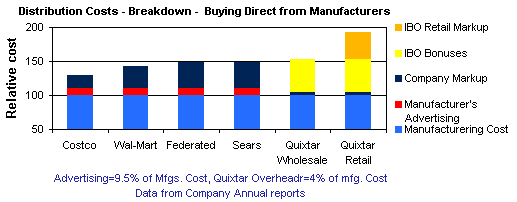 Distribution Costs - Breakdown - Buying Direct from Manufacturers
Relative cost
200
150
100
50
Costco
Wal-Mart
Federated
Sears
Quixtar
Wholesale
Quixtar
Retail
IBO Retail Markup
IBO Bonuses
Company Markup
Manufacturer's
Advertising
Manufacturering Cost
Advertising=9.5% of Mfgs. Cost, Quixtar Overheadr=4% of mfg. Cost
Data from Company Annual reports